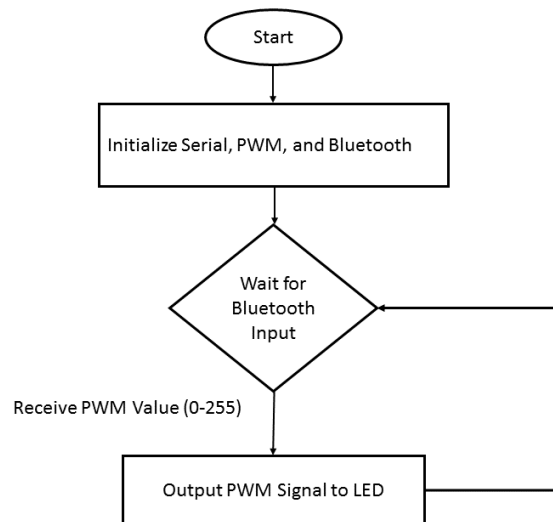 Start
Initialize Serial, PWM, and Bluetooth
Wait for
Bluetooth
Input
Receive PWM Value (0-255)
Output PWM Signal to LED